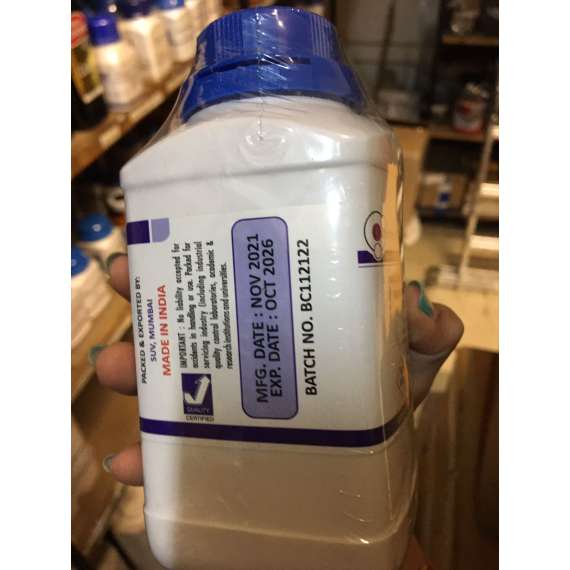 PACKED & EXPORTED BY:
SUV, MUMBAI
MADE IN INDIA
IMPORTANT : No liability accepted for
accidents in handling or use. Packed for
servicing industry (including industrial
quality control laboratories, academic &
research institutions and universities.
QUALITY
CERTIFIED
MFG. DATE : NOV 2021
EXP. DATE : OCT 2026
BATCH NO. BC112122